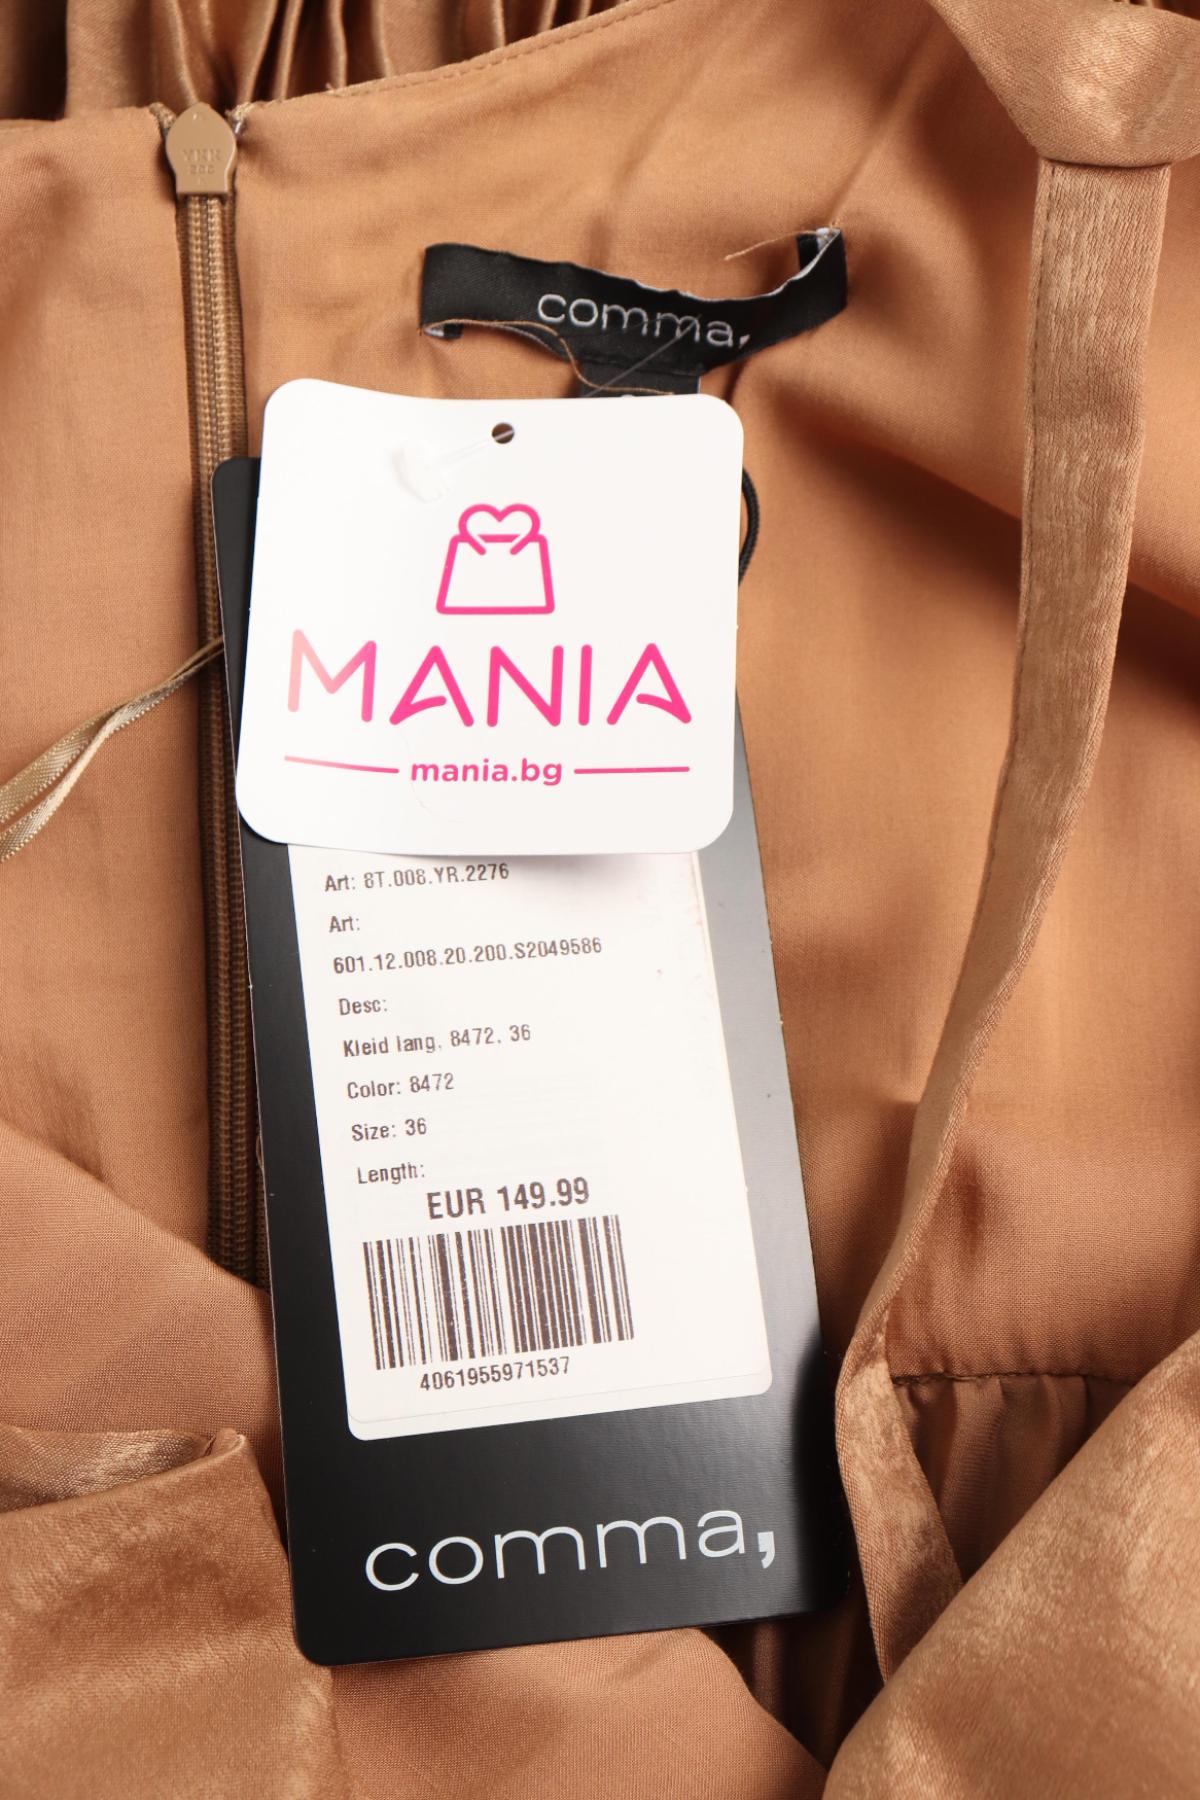 YKK
comma,
MANIA
mania.bg
Art: 8T.008.YR.2276
Art:
601.12.008.20.200.S2049586
Desc:
Kleid lang, 8472, 36
Color: 8472
Size: 36
Length:
EUR 149.99
4061955971537
comma,